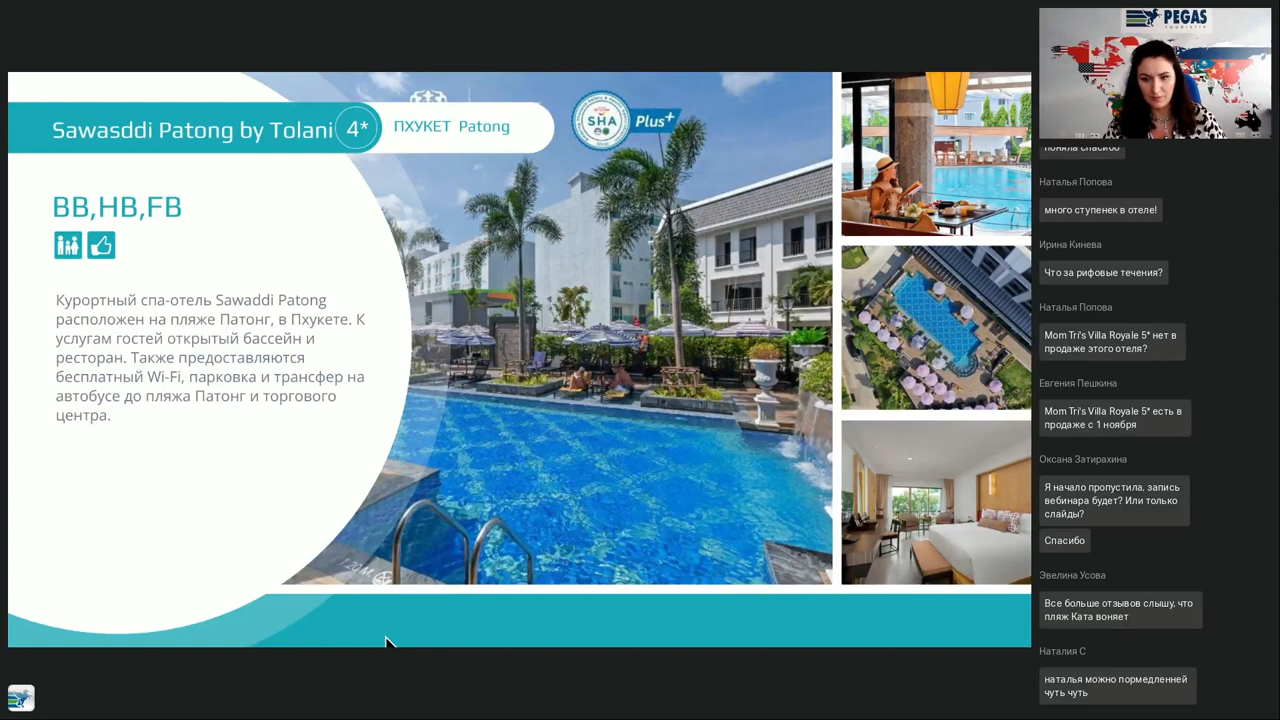 Sawasddi Patong by Tolani
4*
ПХУКЕТ Patong
SHA
Plus+
BB,HB,FB
Курортный спа-отель Sawaddi Patong
расположен на пляже Патонг, в Пхукете. К
услугам гостей открытый бассейн и
ресторан. Также предоставляются
бесплатный Wi-Fi, парковка и трансфер на
автобусе до пляжа Патонг и торгового
центра.
PEGAS
поняла спасибо
Наталья Попова
много ступенек в отеле!
Ирина Кинева
Что за рифовые течения?
Наталья Попова
Mom Tri's Villa Royale 5* нет в
продаже этого отеля?
Евгения Пешкина
Mom Tri's Villa Royale 5* есть в
продаже с 1 ноября
Оксана Затирахина
Я начало пропустила, запись
вебинара будет? Или только
слайды?
Спасибо
Эвелина Усова
Все больше отзывов слышу, что
пляж Ката воняет
Наталия С
наталья можно пормедленней
чуть чуть